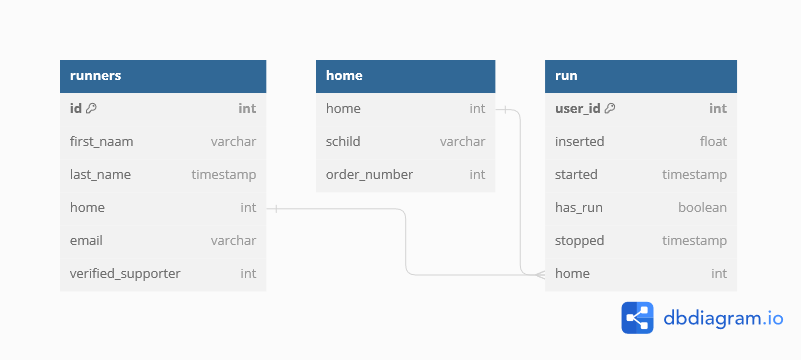 runners
id int
first_naam varchar
last_name timestamp
home int
email varchar
verified_supporter int
home
home int
schild varchar
order_number int
run
user_id int
inserted float
started timestamp
has_run boolean
stopped timestamp
home int
dbdiagram.io